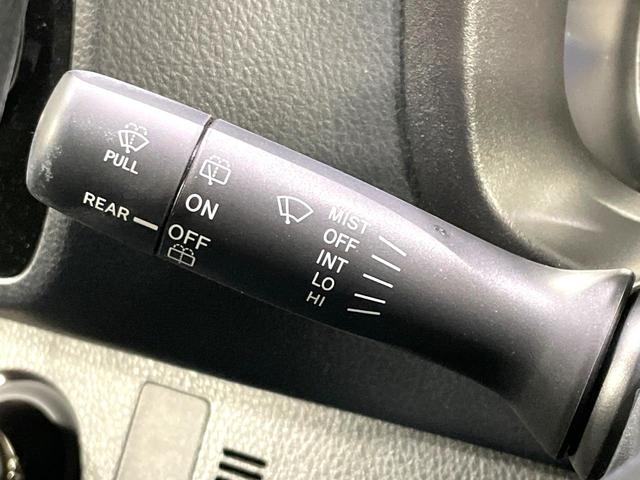 PULL
REAR
ON
OFF
MIST
OFF
INT
LO
HI